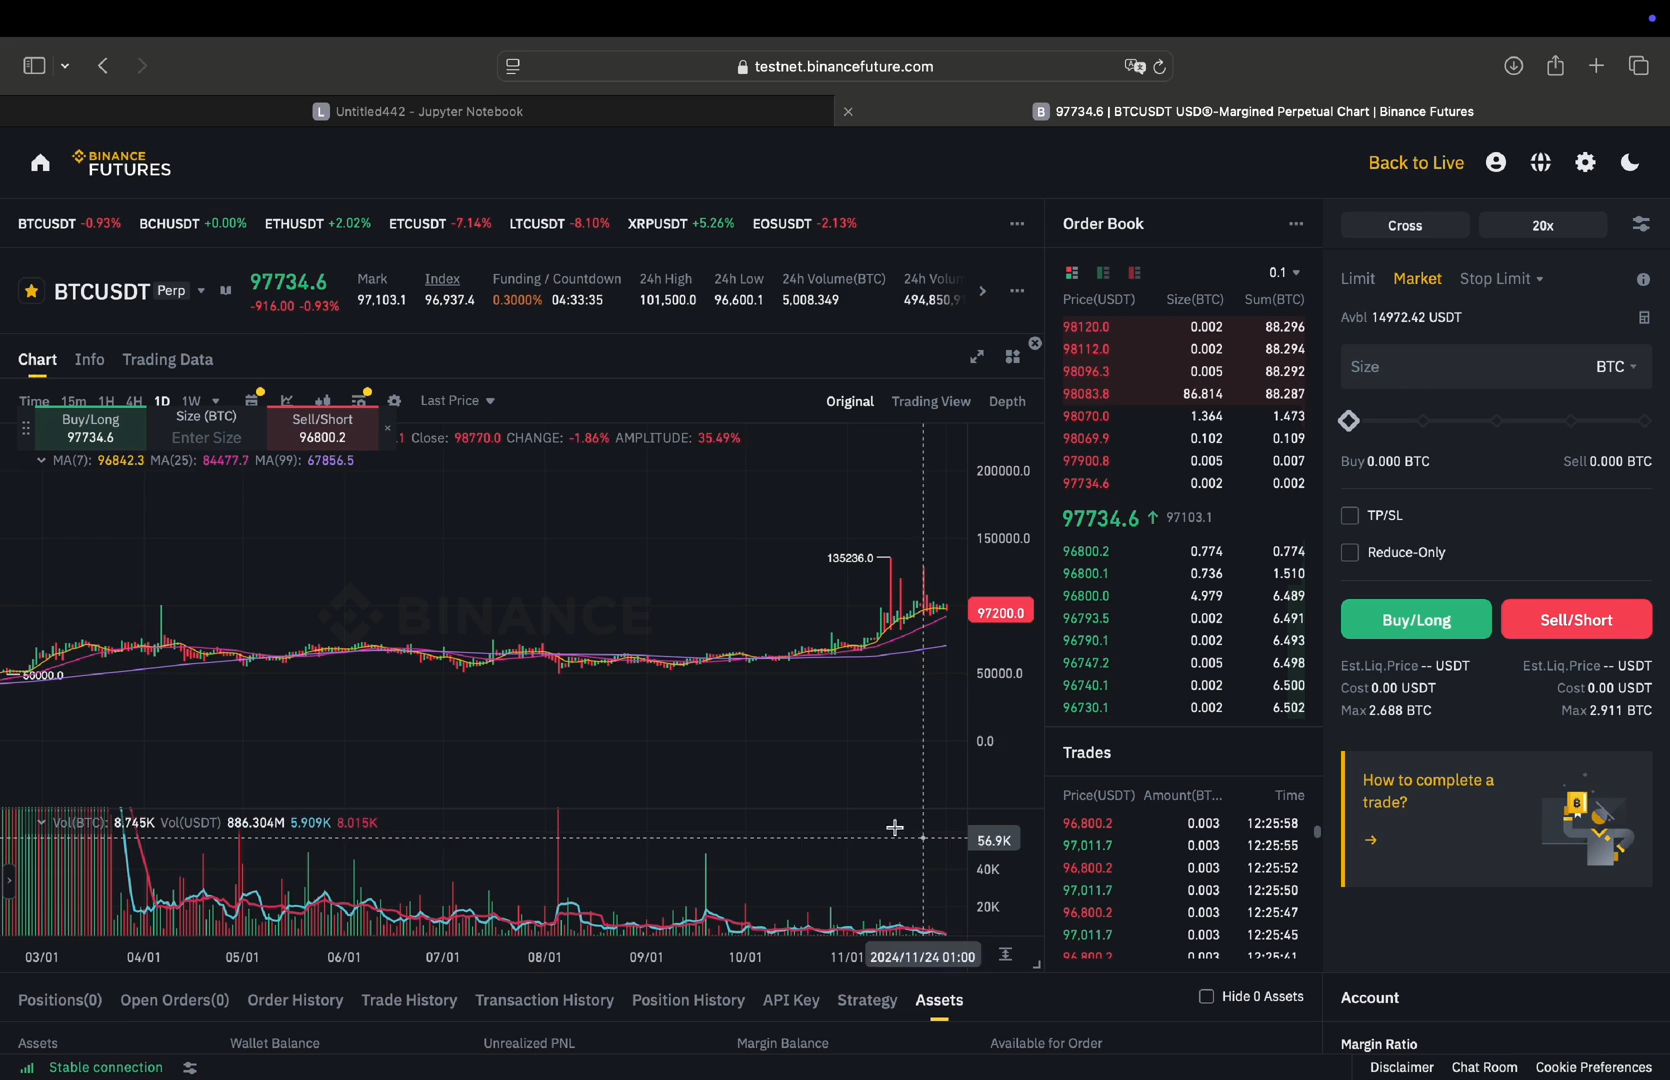 testnet.binancefuture.com
L Untitled442 - Jupyter Notebook
B 97734.6 | BTCUSDT USD®-Margined Perpetual Chart | Binance Futures
BINANCE FUTURES
Back to Live
BTCUSDT -0.93% BCHUSDT +0.00% ETHUSDT +2.02% ETCUSDT -7.14% LTCUSDT -8.10% XRPUSDT +5.26% EOSUSDT -2.13%
BTCUSDT Perp
97734.6
-916.00 -0.93%
Mark
97,103.1
Index
96,937.4
Funding / Countdown
0.3000% 04:33:35
24h High
101,500.0
24h Low
96,600.1
24h Volume(BTC)
5,008.349
24h Volum
494,850,9
Chart Info Trading Data
Time 15m 1H 4H 1D 1W
Last Price
Original Trading View Depth
Buy/Long
97734.6
Size (BTC)
Enter Size
Sell/Short
96800.2
.1 Close: 98770.0 CHANGE: -1.86% AMPLITUDE: 35.49%
MA(7): 96842.3 MA(25): 84477.7 MA(99): 67856.5
200000.0
150000.0
135236.0
BINANCE
97200.0
50000.0
0.0
Vol(BTC): 8.745K Vol(USDT) 886.304M 5.909K 8.015K
56.9K
40K
20K
03/01 04/01 05/01 06/01 07/01 08/01 09/01 10/01 11/01 2024/11/24 01:00
Order Book
0.1
Price(USDT) Size(BTC) Sum(BTC)
98120.0 0.002 88.296
98112.0 0.002 88.294
98096.3 0.005 88.292
98083.8 86.814 88.287
98070.0 1.364 1.473
98069.9 0.102 0.109
97900.8 0.005 0.007
97734.6 0.002 0.002
97734.6 ↑ 97103.1
96800.2 0.774 0.774
96800.1 0.736 1.510
96800.0 4.979 6.489
96793.5 0.002 6.491
96790.1 0.002 6.493
96747.2 0.005 6.498
96740.1 0.002 6.500
96730.1 0.002 6.502
Trades
Price(USDT) Amount(BT... Time
96,800.2 0.003 12:25:58
97,011.7 0.003 12:25:55
96,800.2 0.003 12:25:52
97,011.7 0.003 12:25:50
96,800.2 0.003 12:25:47
97,011.7 0.003 12:25:45
96,800.2 0.003 12:25:41
Cross 20x
Limit Market Stop Limit
Avbl 14972.42 USDT
Size BTC
Buy 0.000 BTC Sell 0.000 BTC
TP/SL
Reduce-Only
Buy/Long Sell/Short
Est.Liq.Price -- USDT Est.Liq.Price -- USDT
Cost 0.00 USDT Cost 0.00 USDT
Max 2.688 BTC Max 2.911 BTC
How to complete a
trade?
→
Positions(0) Open Orders(0) Order History Trade History Transaction History Position History API Key Strategy Assets
Hide 0 Assets
Assets Wallet Balance Unrealized PNL Margin Balance Available for Order
Account
Margin Ratio
Stable connection
Disclaimer Chat Room Cookie Preferences